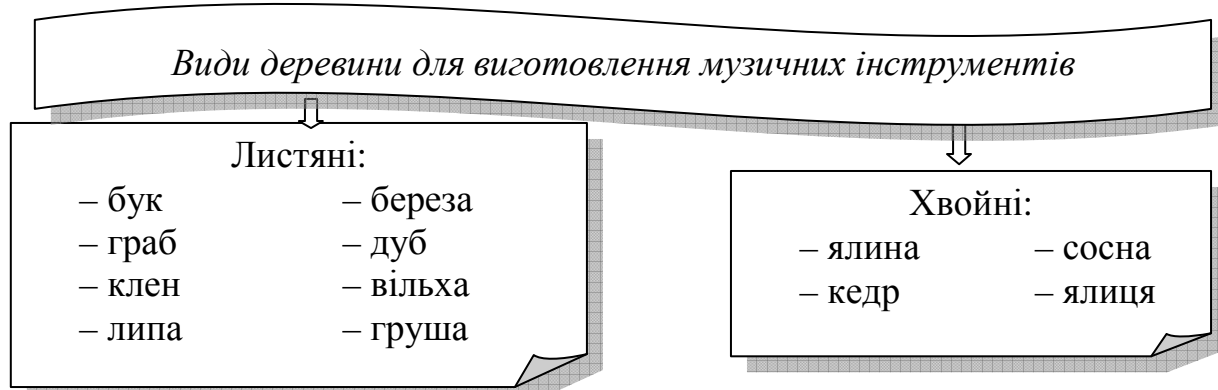 Види деревини для виготовлення музичних інструментів
Листяні:
– бук – береза
– граб – дуб
– клен – вільха
– липа – груша
Хвойні:
– ялина – сосна
– кедр – ялиця